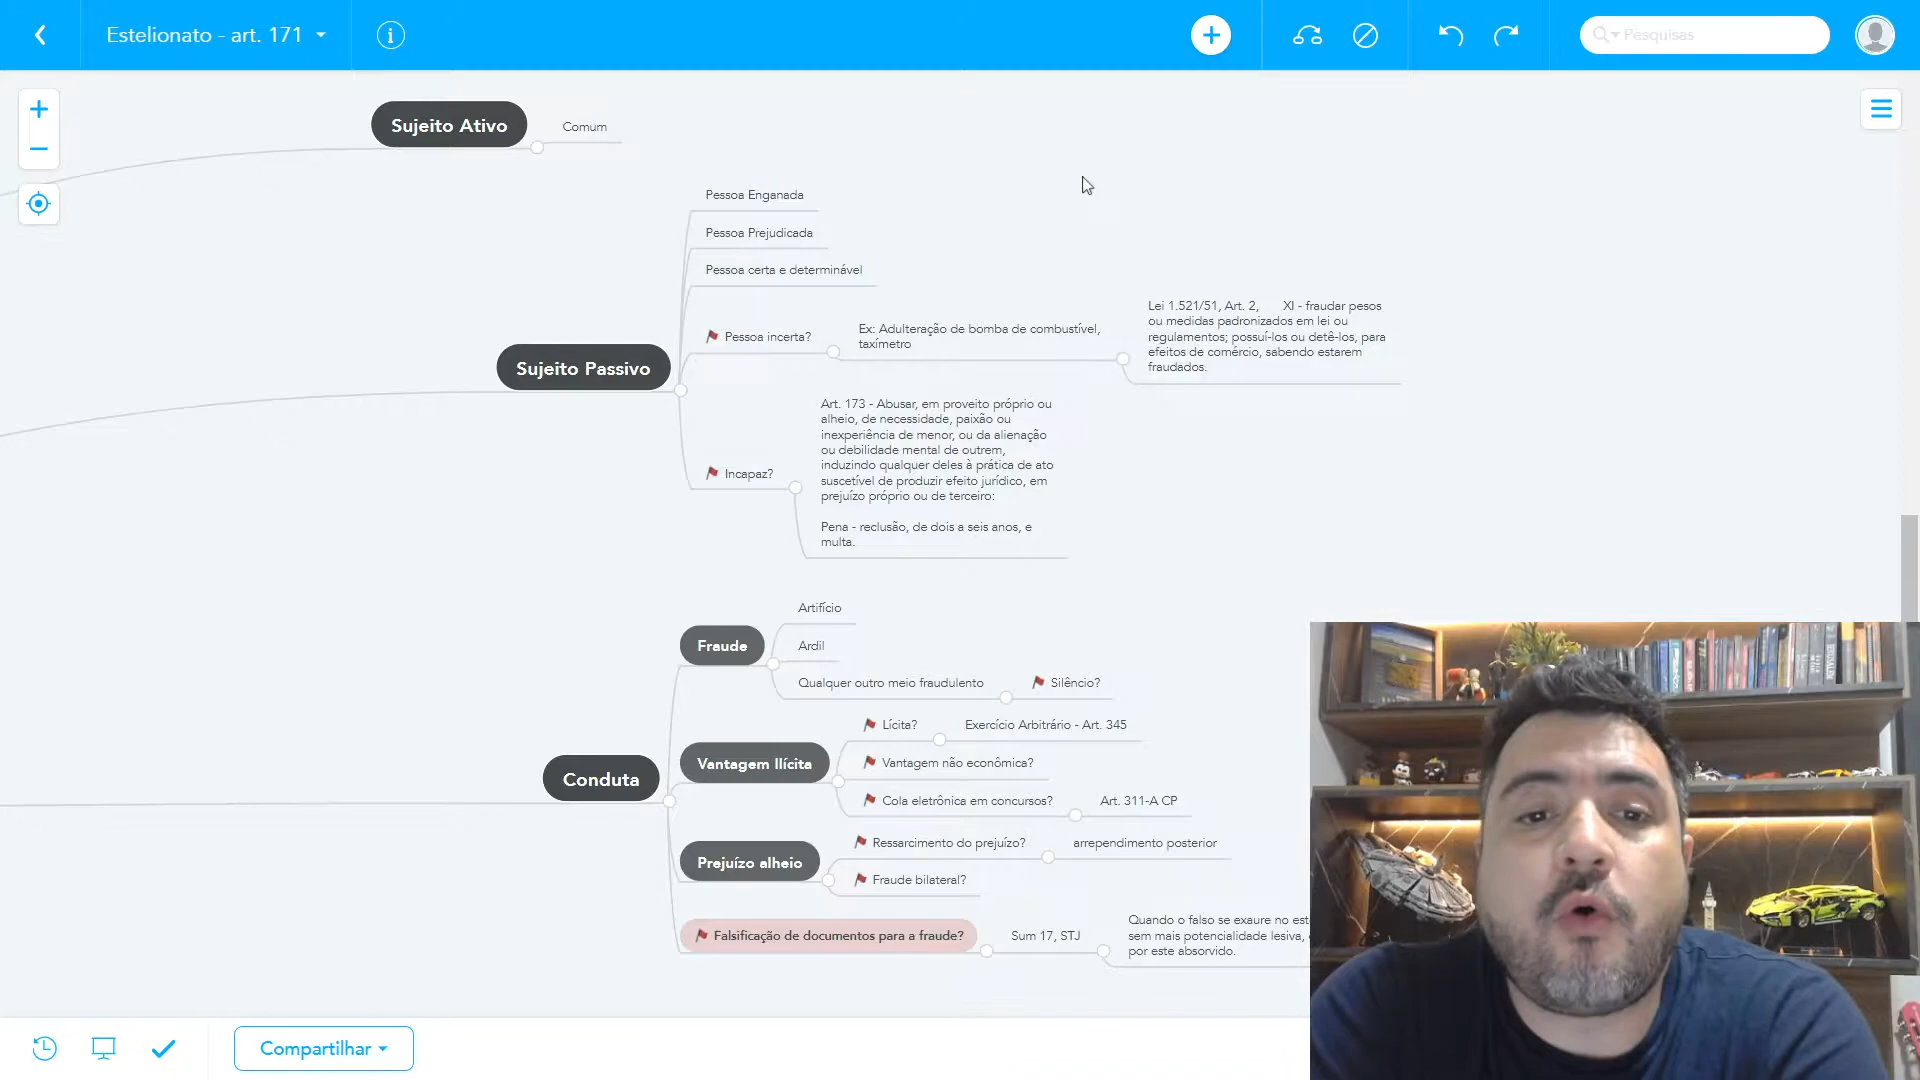 Estelionato - art. 171
Pesquisas
Sujeito Ativo
Comum
Pessoa Enganada
Pessoa Prejudicada
Pessoa certa e determinável
Sujeito Passivo
Pessoa incerta?
Ex: Adulteração de bomba de combustível,
taxímetro
Lei 1.521/51, Art. 2, XI - fraudar pesos
ou medidas padronizados em lei ou
regulamentos; possuí-los ou detê-los, para
efeitos de comércio, sabendo estarem
fraudados.
Incapaz?
Art. 173 - Abusar, em proveito próprio ou
alheio, de necessidade, paixão ou
inexperiência de menor, ou da alienação
ou debilidade mental de outrem,
induzindo qualquer deles à prática de ato
suscetível de produzir efeito jurídico, em
prejuízo próprio ou de terceiro:
Pena - reclusão, de dois a seis anos, e
multa.
Conduta
Fraude
Artifício
Ardil
Qualquer outro meio fraudulento
Silêncio?
Vantagem Ilícita
Lícita?
Exercício Arbitrário - Art. 345
Vantagem não econômica?
Cola eletrônica em concursos?
Art. 311-A CP
Prejuízo alheio
Ressarcimento do prejuízo?
arrependimento posterior
Fraude bilateral?
Falsificação de documentos para a fraude?
Sum 17, STJ
Quando o falso se exaure no
sem mais potencialidade lesiva,
por este absorvido.
Compartilhar